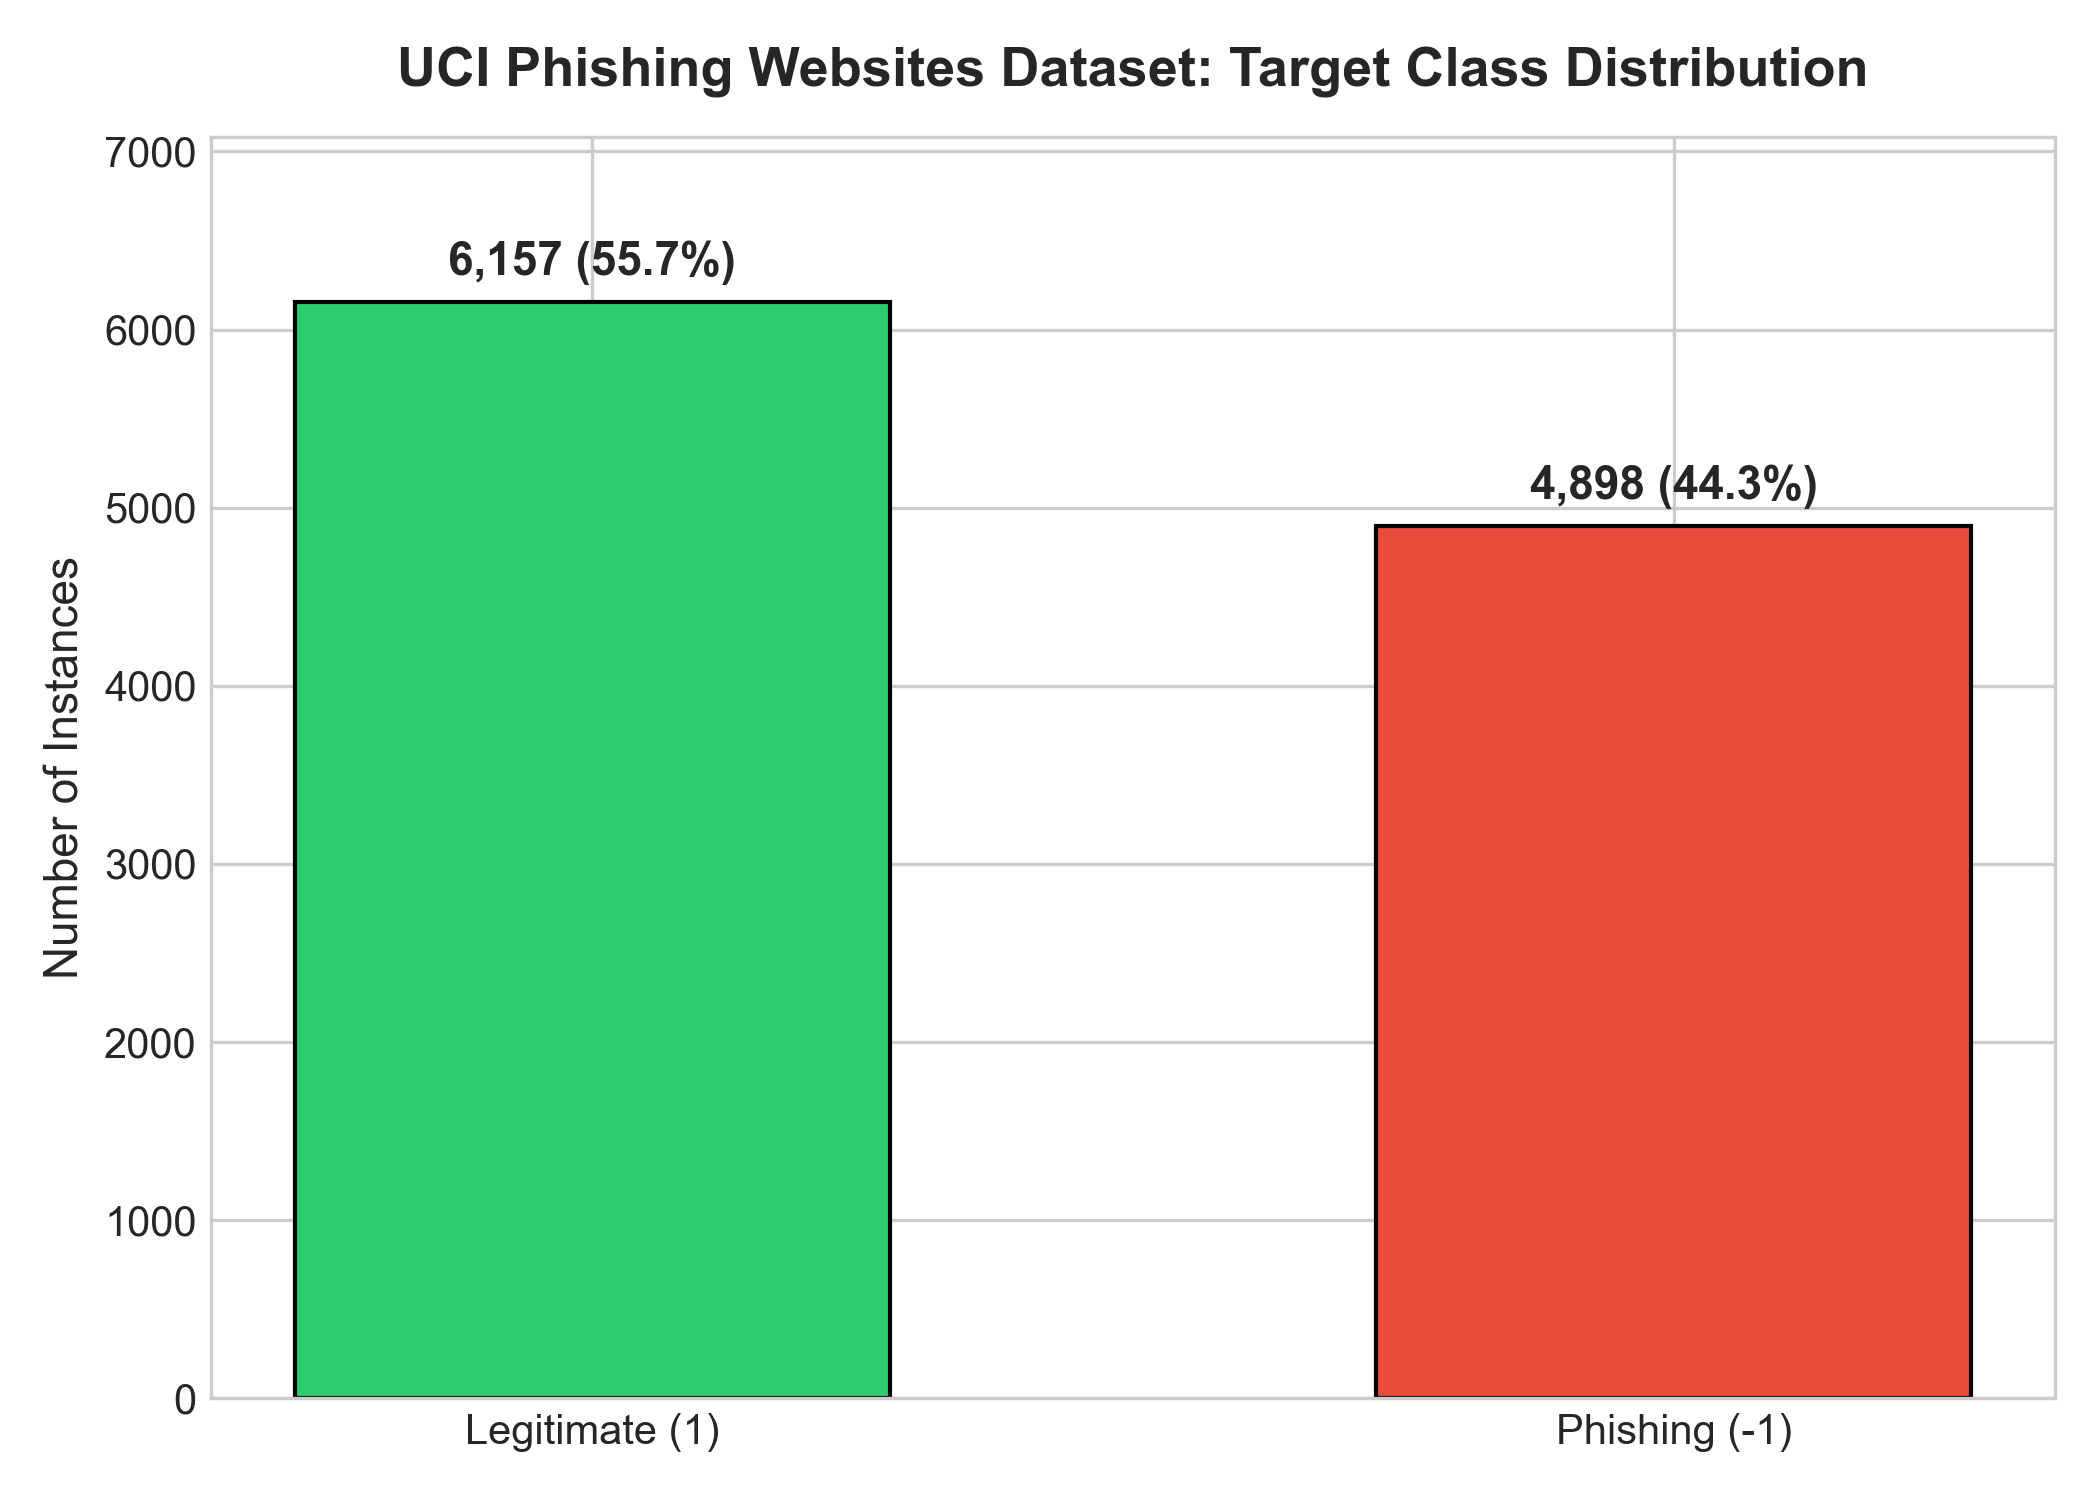 UCI Phishing Websites Dataset: Target Class Distribution
7000
6,157 (55.7%)
6000
4,898 (44.3%)
5000
4000
Number of Instances
3000
2000
1000
0
Legitimate (1)
Phishing (-1)